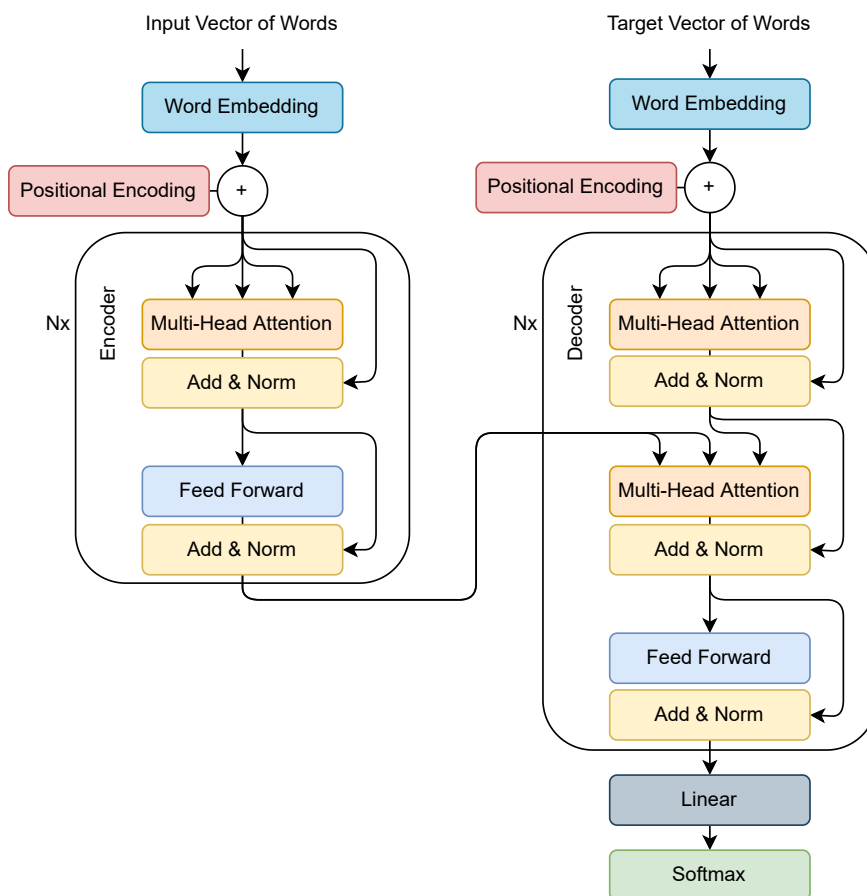 Input Vector of Words
Word Embedding
Positional Encoding
+
Nx
Encoder
Multi-Head Attention
Add & Norm
Feed Forward
Add & Norm
Target Vector of Words
Word Embedding
Positional Encoding
+
Nx
Decoder
Multi-Head Attention
Add & Norm
Multi-Head Attention
Add & Norm
Feed Forward
Add & Norm
Linear
Softmax